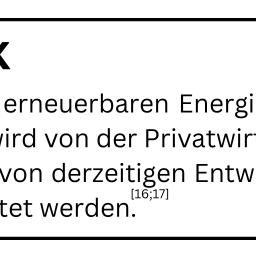 k
erneuerbaren Energi
wird von der Privatwirt
von derzeitigen Entw
tet werden.[16;17]